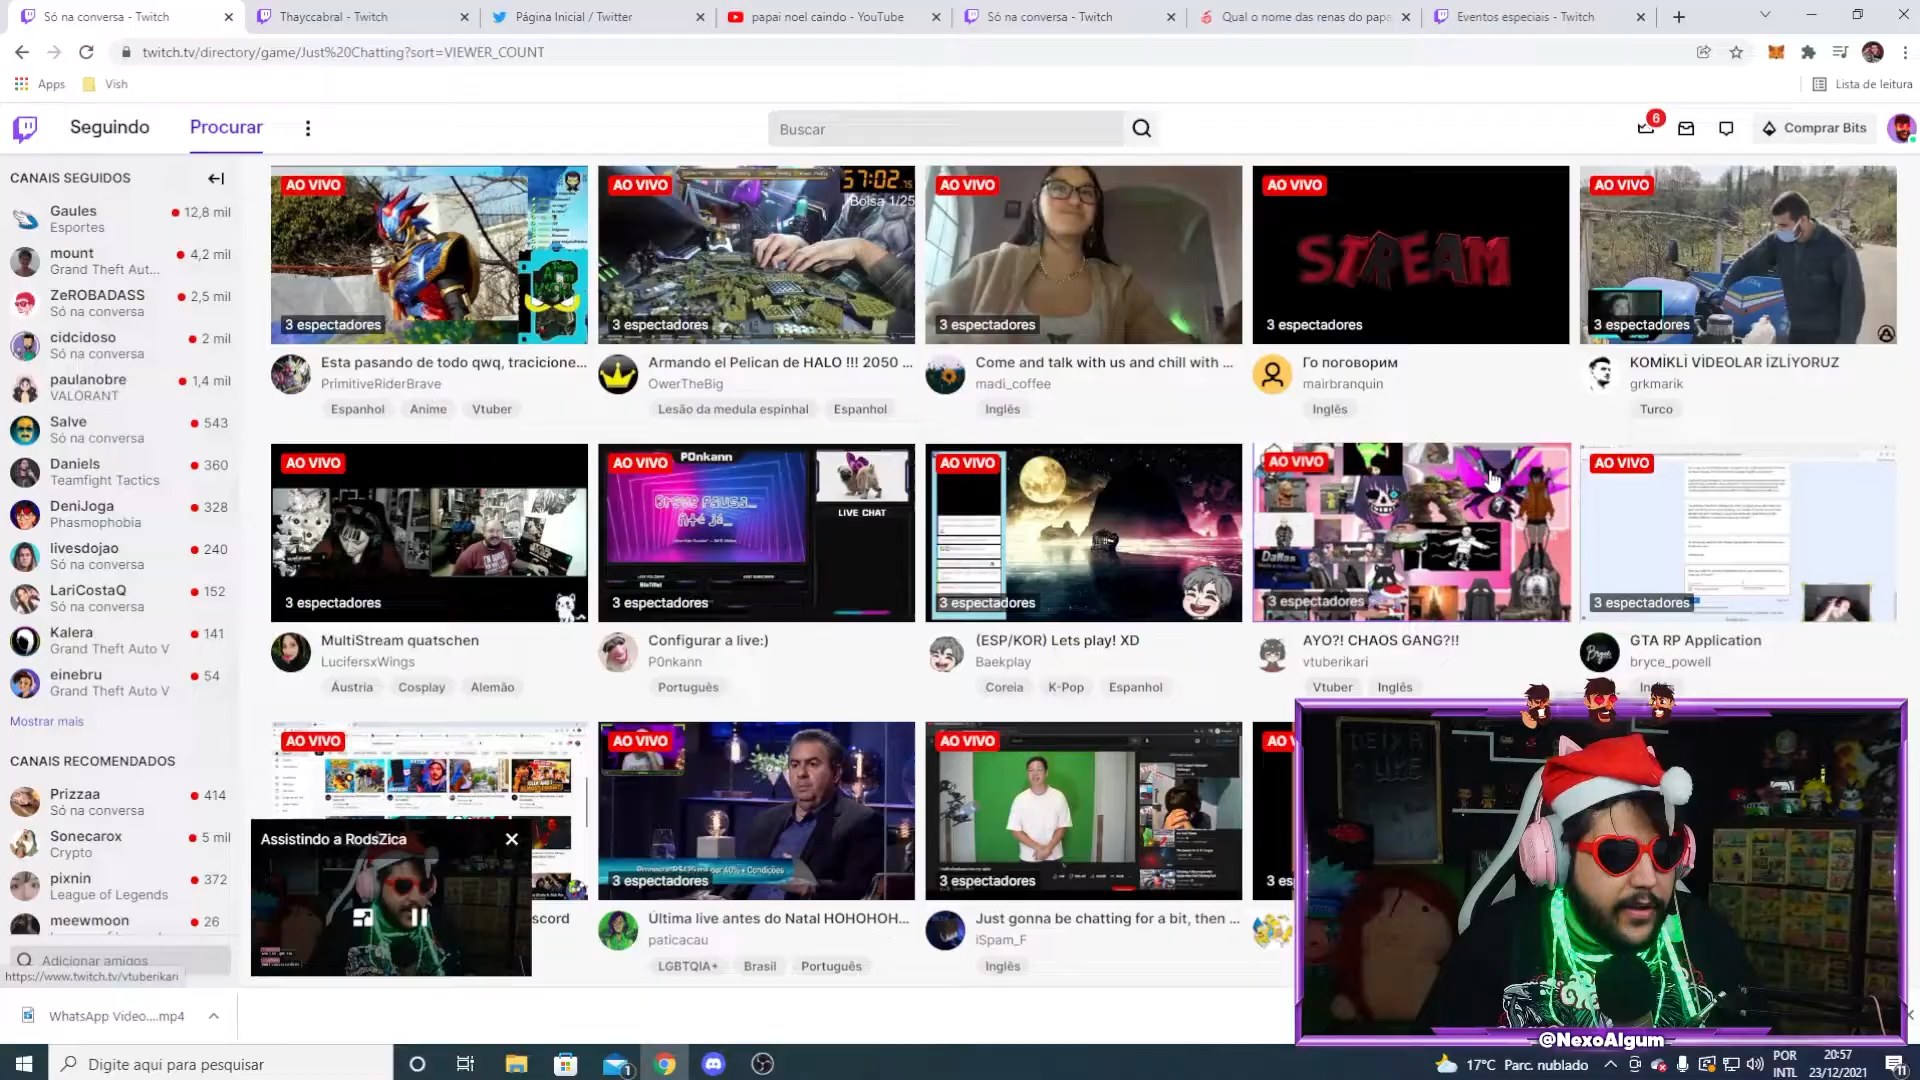 Só na conversa - Twitch
Thayccabral - Twitch
Página Inicial / Twitter
papai noel caindo - YouTube
Só na conversa - Twitch
Qual o nome das renas do papa
Eventos especiais - Twitch
twitch.tv/directory/game/Just%20Chatting?sort=VIEWER_COUNT
Apps
Vish
Lista de leitura
Seguindo
Procurar
Buscar
6
Comprar Bits
CANAIS SEGUIDOS
Gaules
12,8 mil
Esportes
mount
4,2 mil
Grand Theft Aut...
ZeROBADASS
2,5 mil
Só na conversa
cidcidoso
2 mil
Só na conversa
paulanobre
1,4 mil
VALORANT
Salve
543
Só na conversa
Daniels
360
Teamfight Tactics
DeniJoga
328
Phasmophobia
livesdojao
240
Só na conversa
LariCostaQ
152
Só na conversa
Kalera
141
Grand Theft Auto V
einebru
54
Grand Theft Auto V
Mostrar mais
CANAIS RECOMENDADOS
Prizzaa
414
Só na conversa
Sonecarox
5 mil
Crypto
pixnin
372
League of Legends
meewmoon
26
Adicionar amigos
https://www.twitch.tv/vtuberikari
AO VIVO
3 espectadores
Esta pasando de todo qwq, tracicione...
PrimitiveRiderBrave
Espanhol Anime Vtuber
AO VIVO
57:02
Bolsa 1/25
3 espectadores
Armando el Pelican de HALO !!! 2050 ...
OwerTheBig
Lesão da medula espinhal Espanhol
AO VIVO
3 espectadores
Come and talk with us and chill with ...
madi_coffee
Inglês
AO VIVO
STREAM
3 espectadores
Го поговорим
mairbranquin
Inglês
AO VIVO
3 espectadores
KOMİKLİ VİDEOLAR İZLİYORUZ
grkmarik
Turco
AO VIVO
3 espectadores
MultiStream quatschen
LucifersxWings
Áustria Cosplay Alemão
AO VIVO
P0nkann
Breve pausa...
Até já_
LIVE CHAT
3 espectadores
Configurar a live:)
P0nkann
Português
AO VIVO
3 espectadores
(ESP/KOR) Lets play! XD
Baekplay
Coreia K-Pop Espanhol
AO VIVO
Dallas
3 espectadores
AYO?! CHAOS GANG?!!
vtuberikari
Vtuber Inglês
AO VIVO
3 espectadores
GTA RP Application
bryce_powell
AO VIVO
Assistindo a RodsZica
scord
AO VIVO
3 espectadores
Última live antes do Natal HOHOHOH...
paticacau
LGBTQIA+ Brasil Português
AO VIVO
3 espectadores
Just gonna be chatting for a bit, then ...
iSpam_F
Inglês
AO V
3 es
DEIXA
O LIKE
@NexoAlgum
WhatsApp Video....mp4
Digite aqui para pesquisar
1
17°C Parc. nublado
POR
INTL
20:57
23/12/2021
11